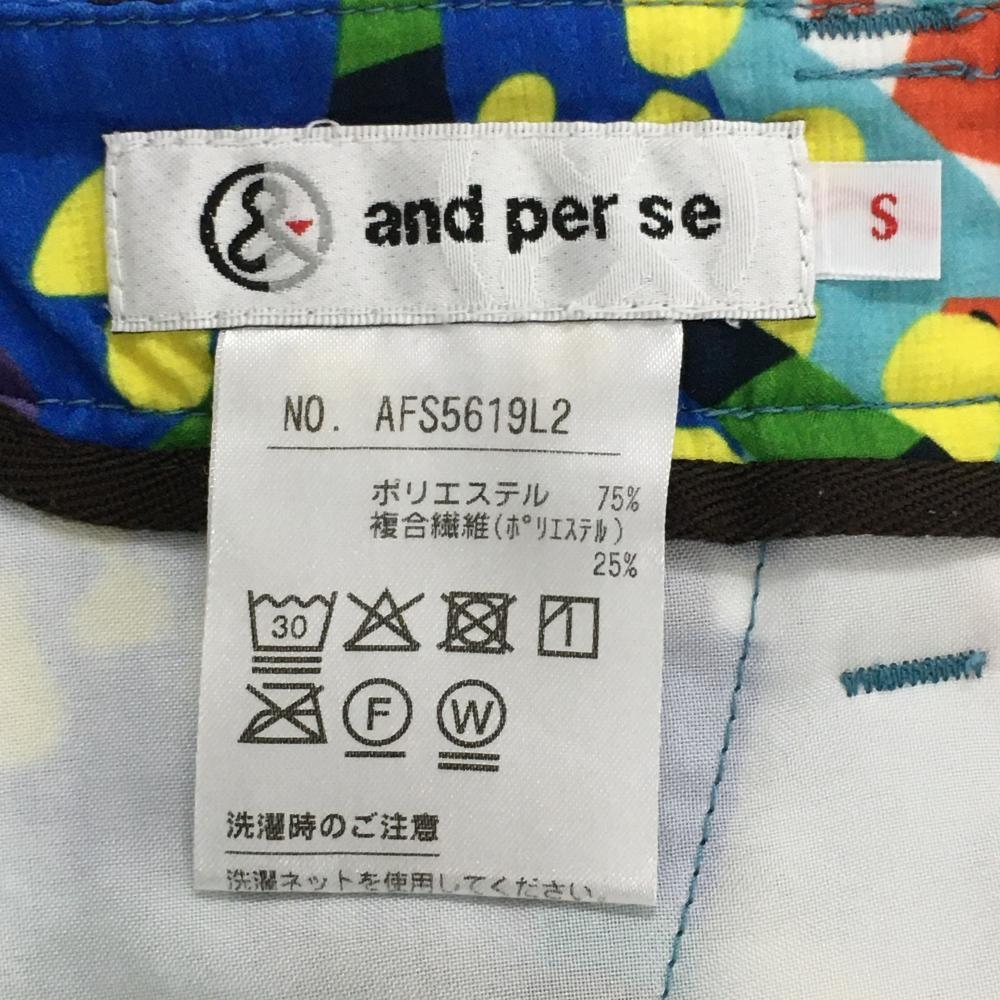 and per se
S
NO. AFS5619L2
ポリエステル 75%
複合繊維(ポリエステル)
25%
30
F W
洗濯時のご注意
洗濯ネットを使用してください。